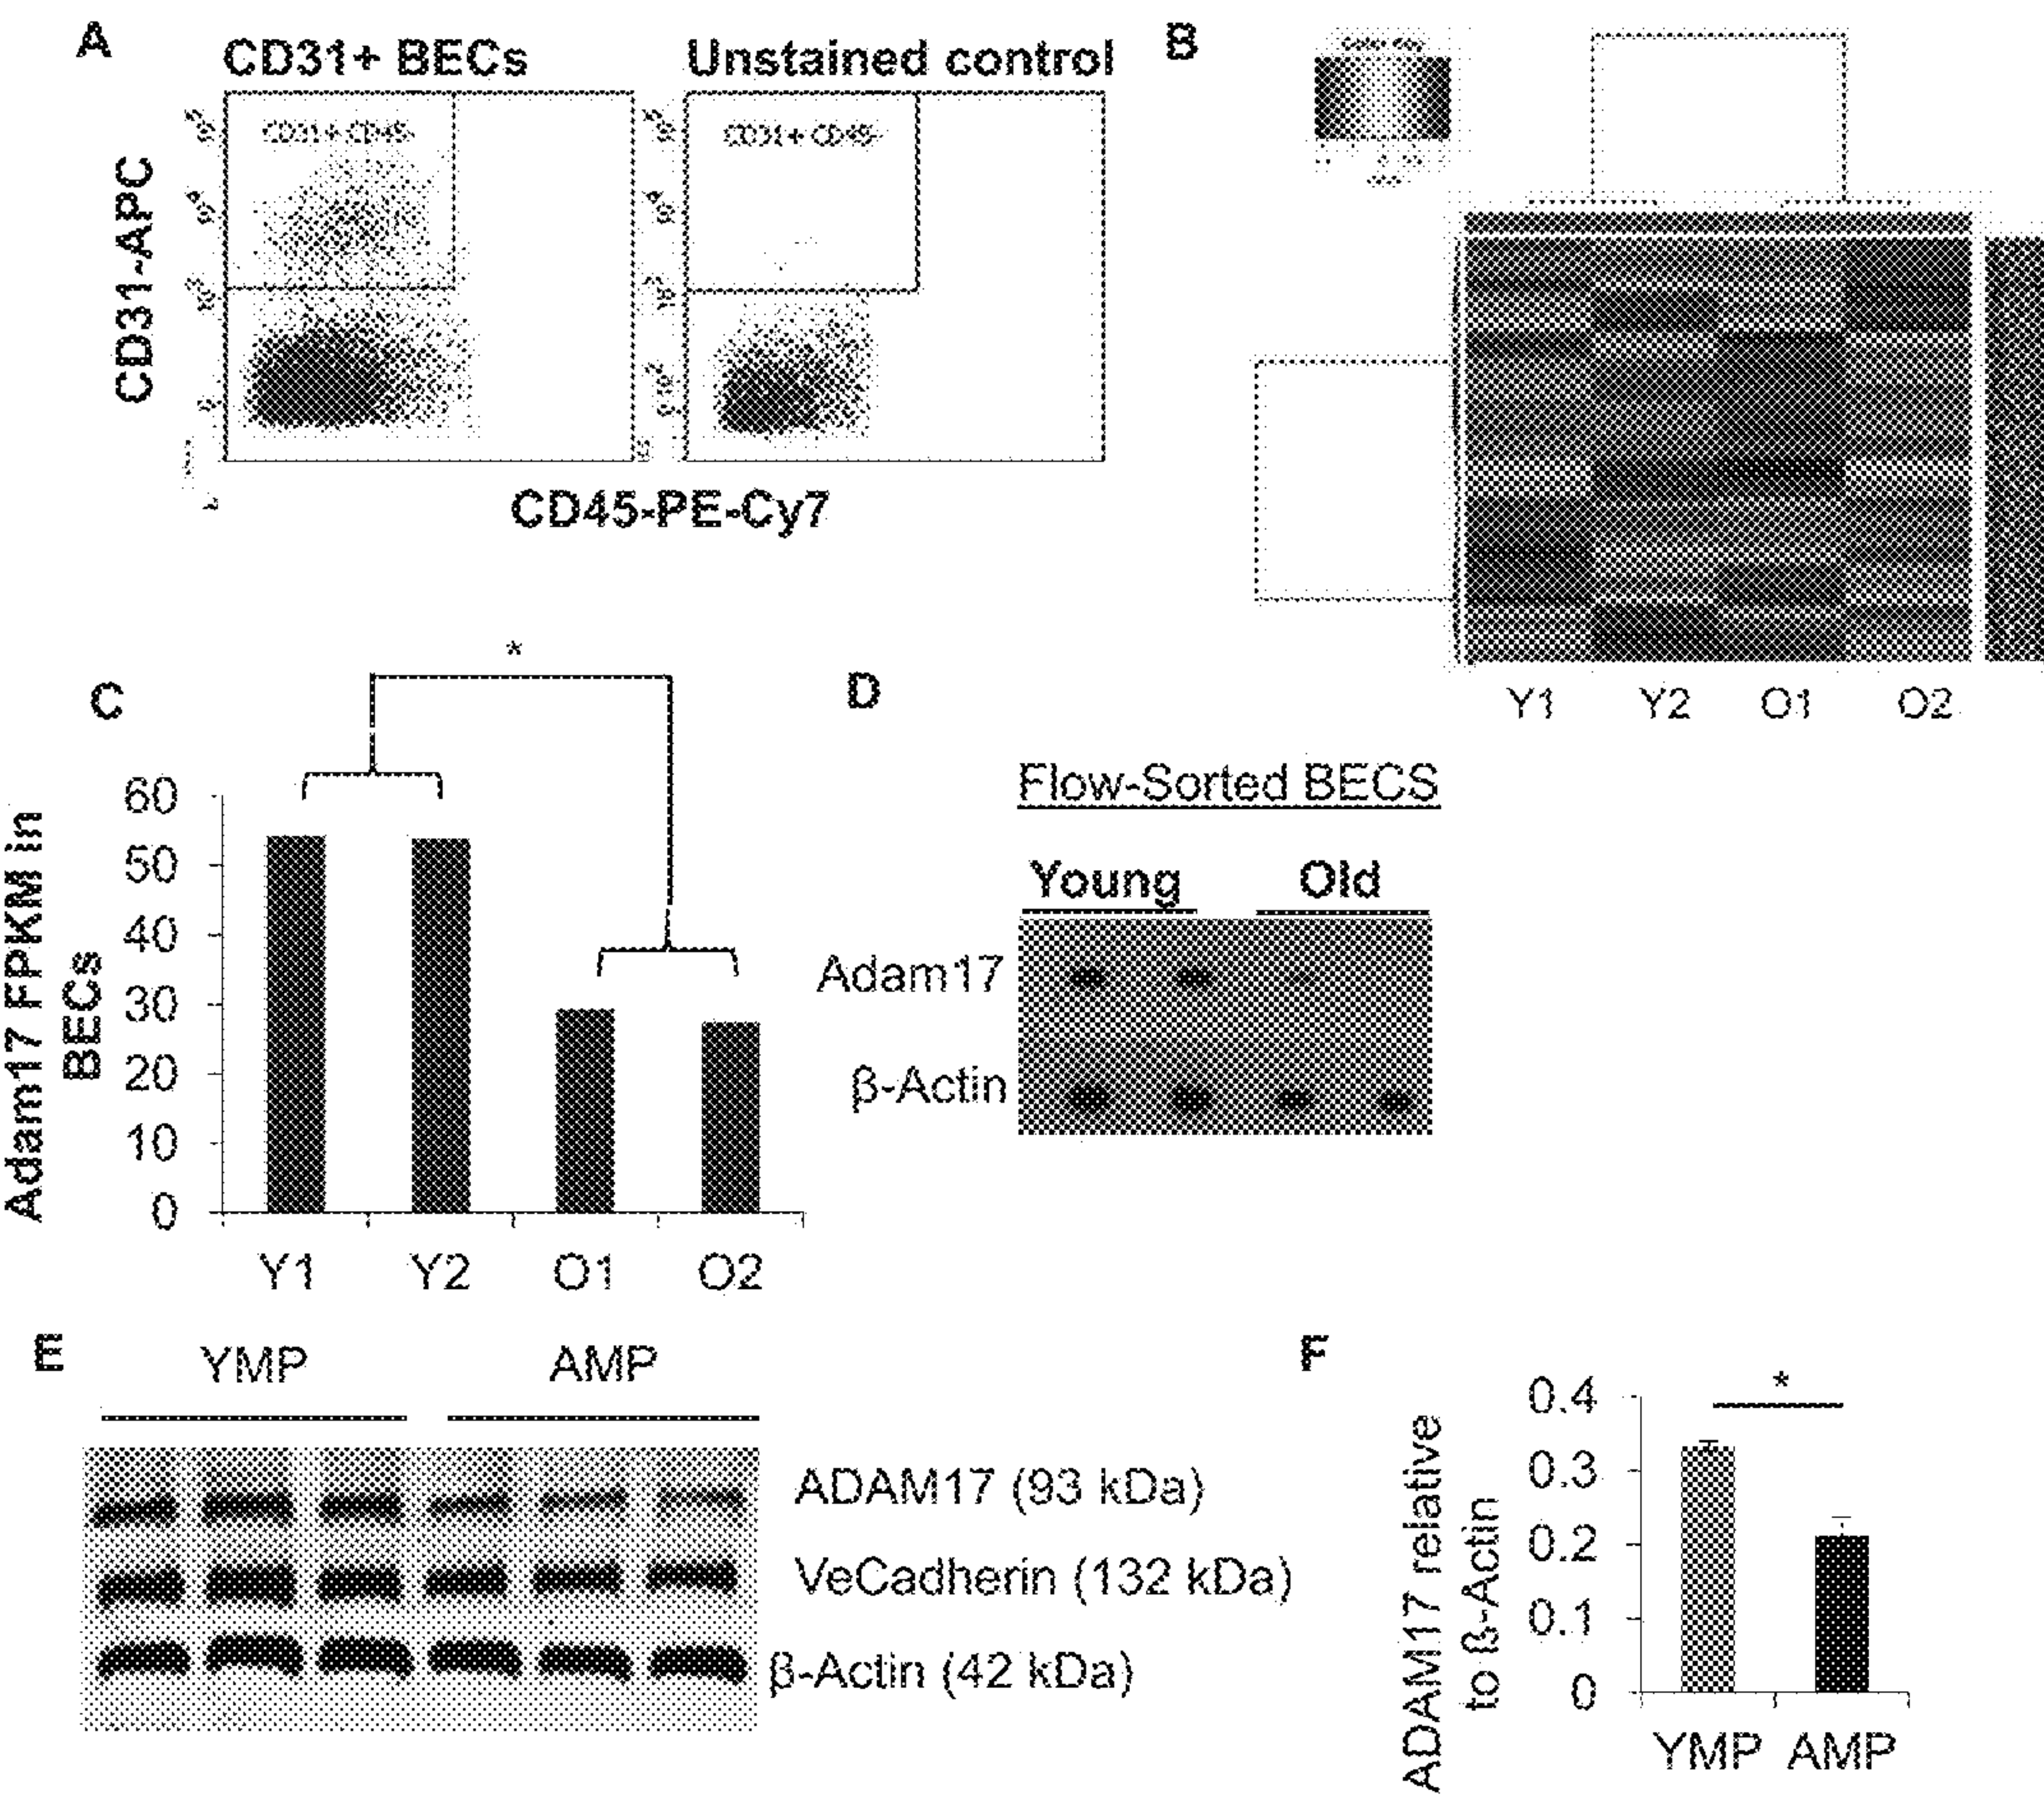 A
CD31+ BECs
Unstained control
CD31+ CD45-
CD31+ CD45-
CD31-APC
CD45-PE-Cy7
B
Y1 Y2 O1 O2
C
*
Adam17 FPKM in
BECs
60
50
40
30
20
10
0
Y1 Y2 O1 O2
D
Flow-Sorted BECS
Young Old
Adam17
β-Actin
E
YMP AMP
ADAM17 (93 kDa)
VeCadherin (132 kDa)
β-Actin (42 kDa)
F
*
ADAM17 relative
to ß-Actin
0.4
0.3
0.2
0.1
0
YMP AMP